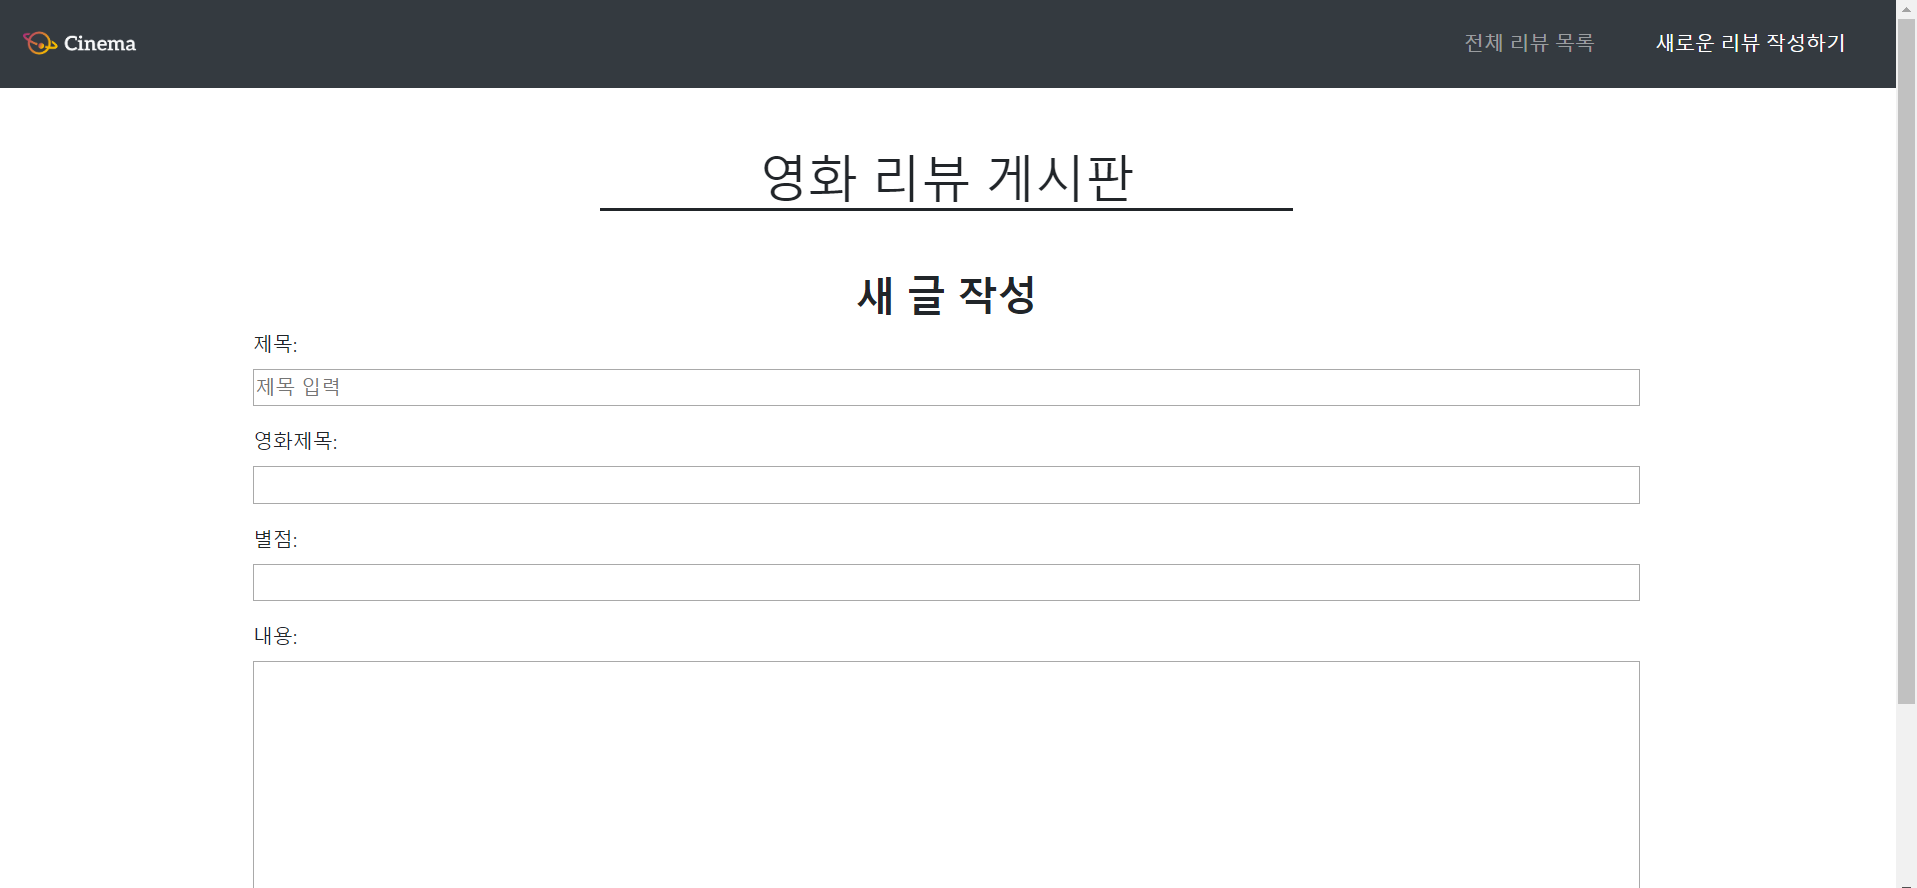 Cinema 전체 리뷰 목록 새로운 리뷰 작성하기
영화 리뷰 게시판
새 글 작성
제목:
제목 입력
영화제목:
별점:
내용: